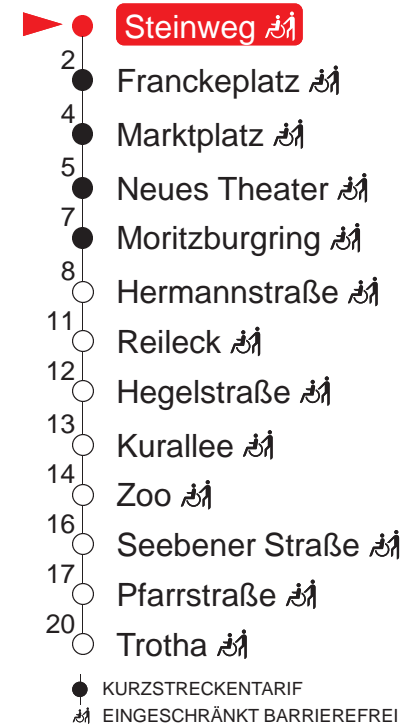 Steinweg
2
Franckeplatz
4
Marktplatz
5
Neues Theater
7
Moritzburgring
8
Hermannstraße
11
Reileck
12
Hegelstraße
13
Kurallee
14
Zoo
16
Seebener Straße
17
Pfarrstraße
20
Trotha
KURZSTRECKENTARIF
EINGESCHRÄNKT BARRIEREFREI